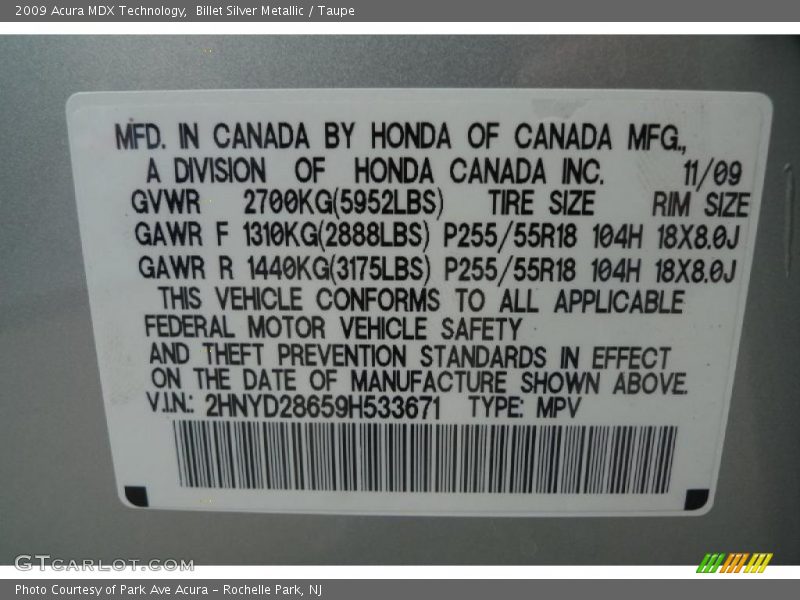 2009 Acura MDX Technology, Billet Silver Metallic / Taupe
MFD. IN CANADA BY HONDA OF CANADA MFG.,
A DIVISION OF HONDA CANADA INC. 11/09
GVWR 2700KG(5952LBS) TIRE SIZE RIM SIZE
GAWR F 1310KG(2888LBS) P255/55R18 104H 18X8.0J
GAWR R 1440KG(3175LBS) P255/55R18 104H 18X8.0J
THIS VEHICLE CONFORMS TO ALL APPLICABLE
FEDERAL MOTOR VEHICLE SAFETY
AND THEFT PREVENTION STANDARDS IN EFFECT
ON THE DATE OF MANUFACTURE SHOWN ABOVE.
V.I.N.: 2HNYD28659H533671 TYPE: MPV
GTCARLOT.COM
Photo Courtesy of Park Ave Acura - Rochelle Park, NJ